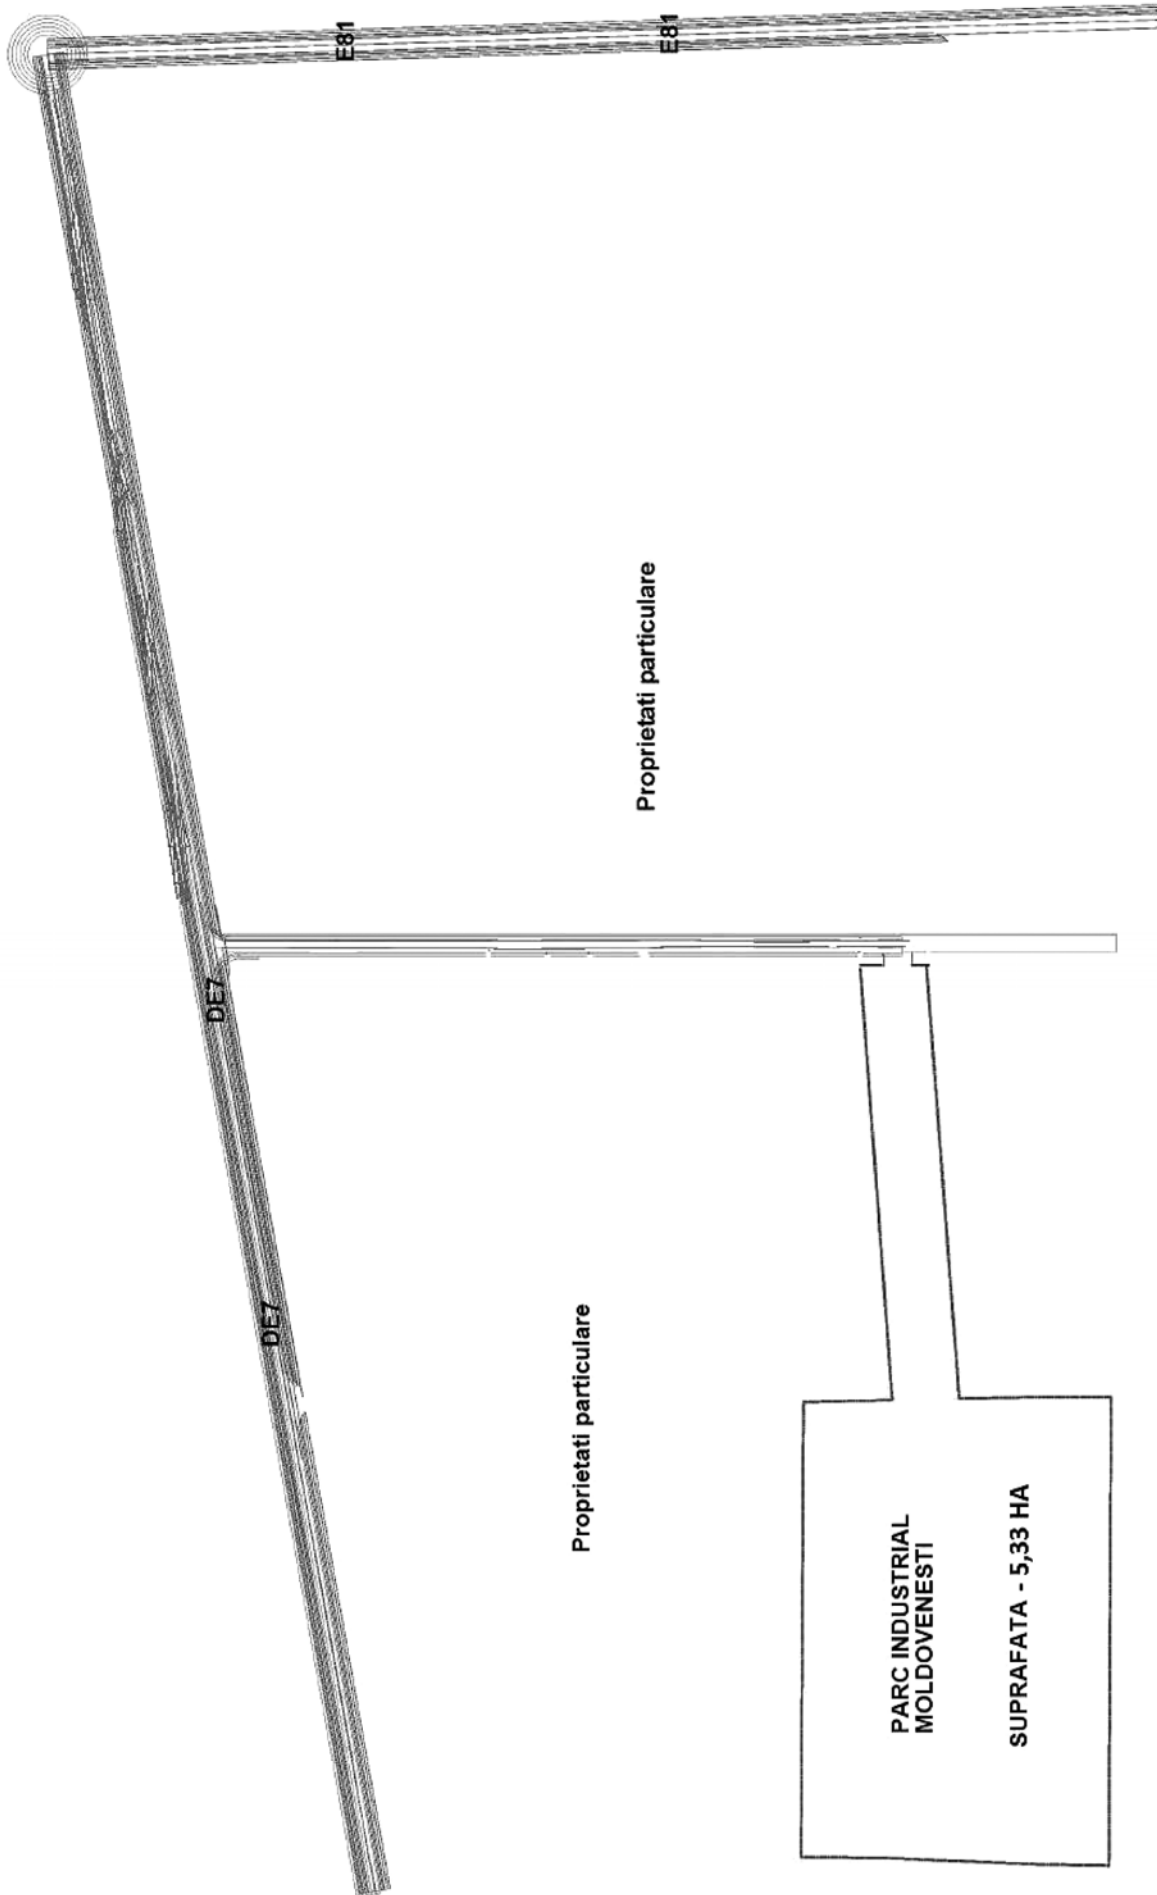 E81
E81
DE7
DE7
Proprietati particulare
Proprietati particulare
PARC INDUSTRIAL
MOLDOVENESTI
SUPRAFATA - 5,33 HA